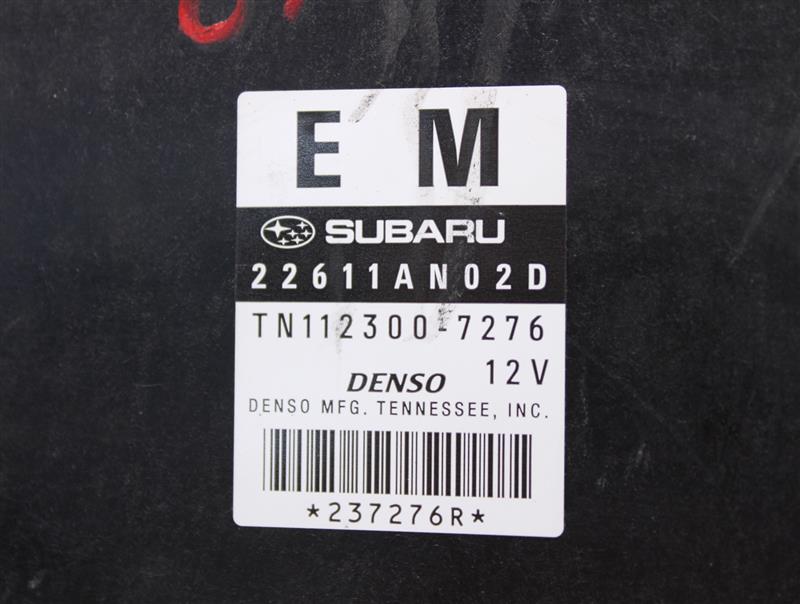 E M
SUBARU
22611AN02D
TN112300-7276
DENSO 12V
DENSO MFG. TENNESSEE, INC.
*237276R*